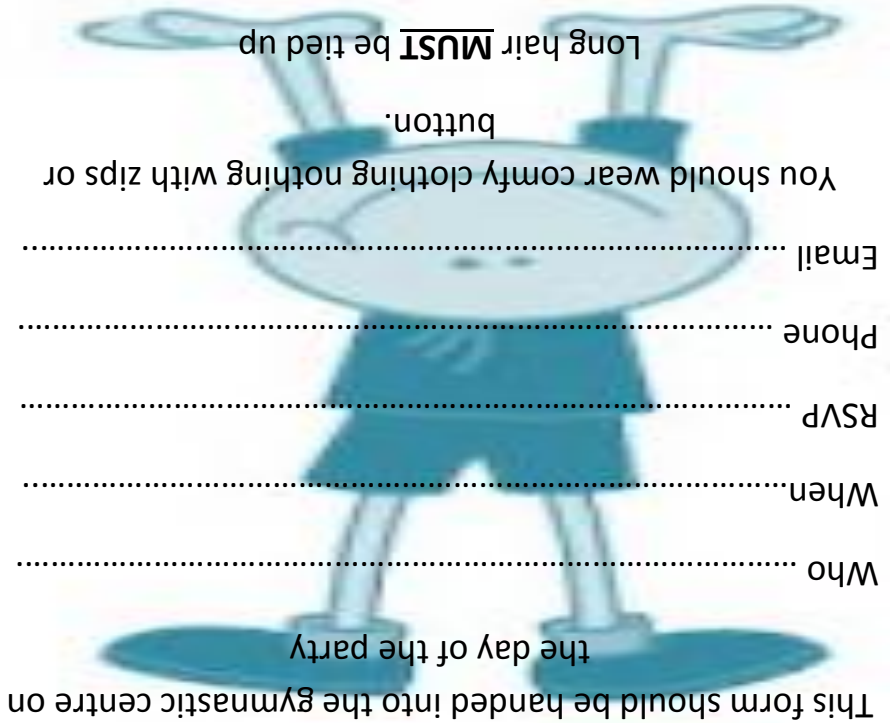 This form should be handed into the gymnastic centre on
the day of the party
Who ........................................................................................
When........................................................................................
RSVP ........................................................................................
Phone ......................................................................................
Email ........................................................................................
You should wear comfy clothing nothing with zips or
button.
Long hair MUST be tied up